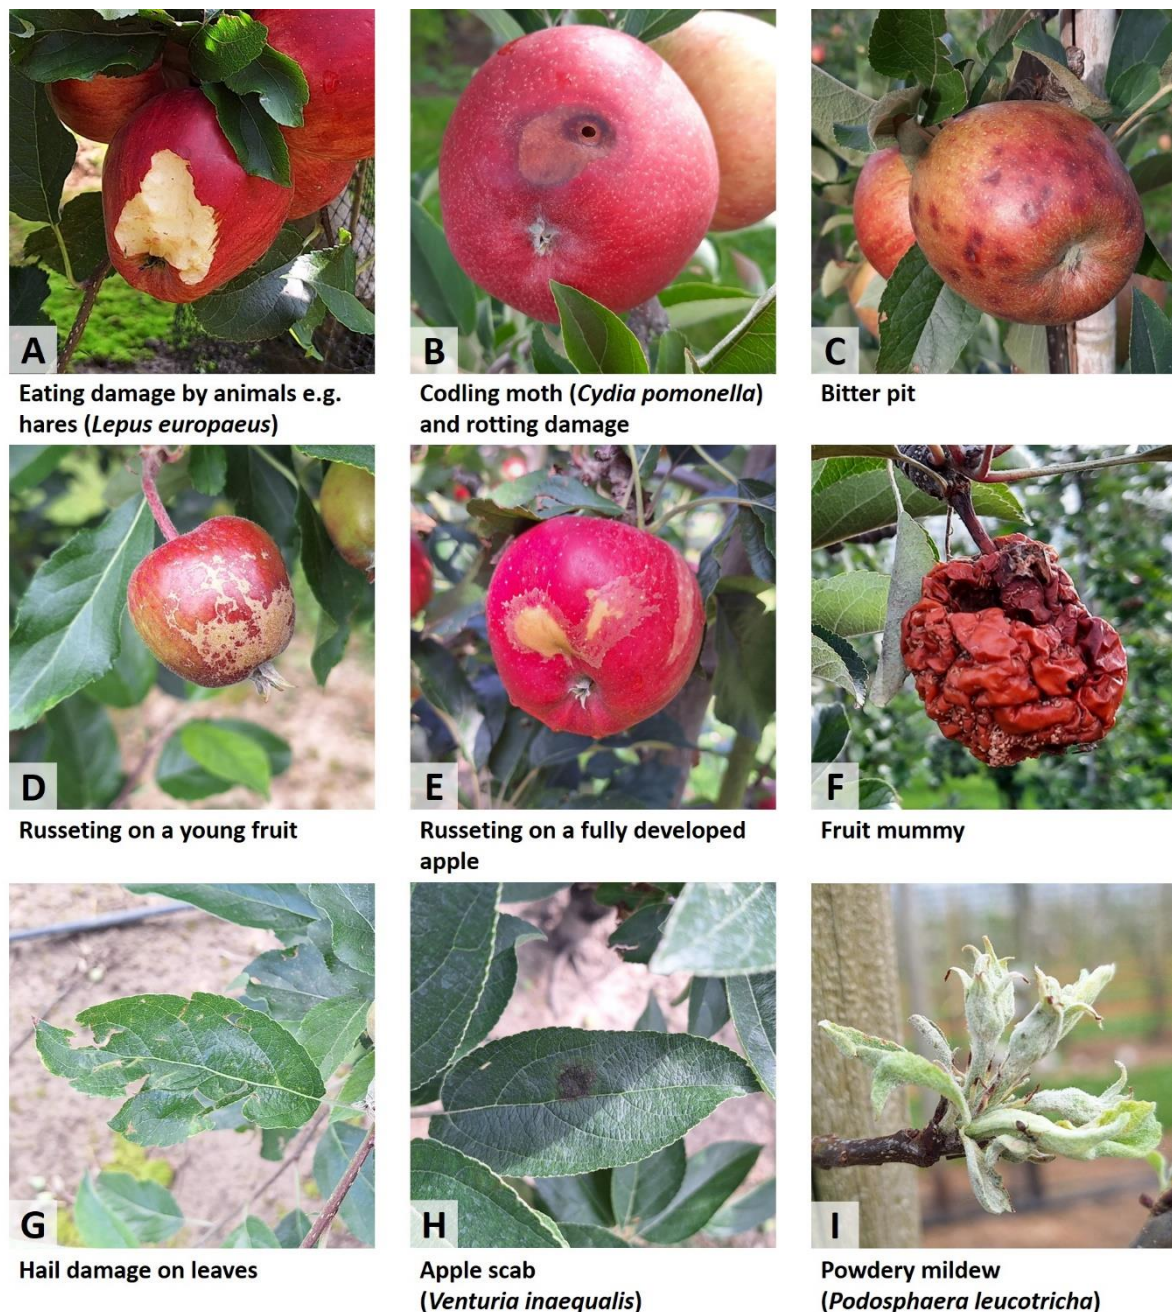 A
Eating damage by animals e.g.
hares (Lepus europaeus)
B
Codling moth (Cydia pomonella)
and rotting damage
C
Bitter pit
D
Russeting on a young fruit
E
Russeting on a fully developed
apple
F
Fruit mummy
G
Hail damage on leaves
H
Apple scab
(Venturia inaequalis)
I
Powdery mildew
(Podosphaera leucotricha)